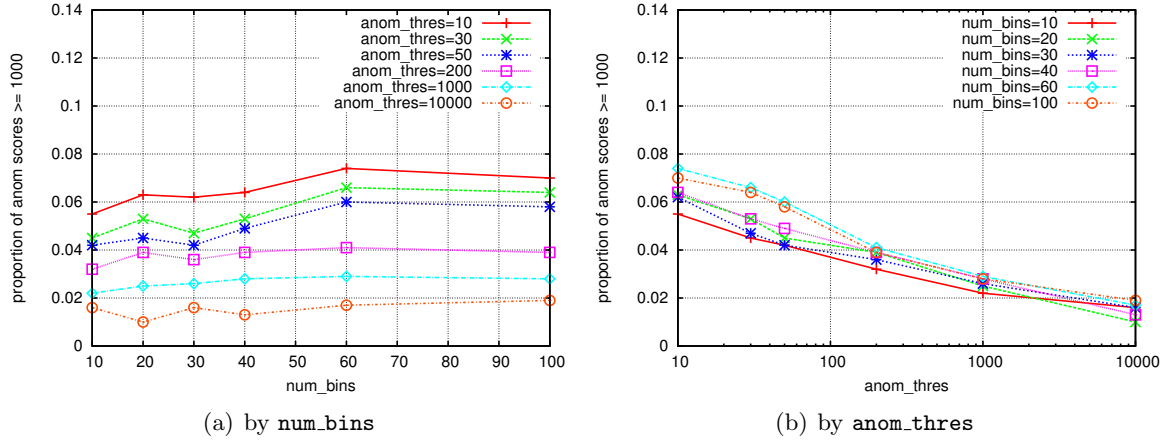 proportion of anom scores >= 1000
0.14
0.12
0.1
0.08
0.06
0.04
0.02
0
10 20 30 40 50 60 70 80 90 100
num_bins
anom_thres=10
anom_thres=30
anom_thres=50
anom_thres=200
anom_thres=1000
anom_thres=10000
(a) by num_bins
proportion of anom scores >= 1000
0.14
0.12
0.1
0.08
0.06
0.04
0.02
0
10 100 1000 10000
anom_thres
num_bins=10
num_bins=20
num_bins=30
num_bins=40
num_bins=60
num_bins=100
(b) by anom_thres